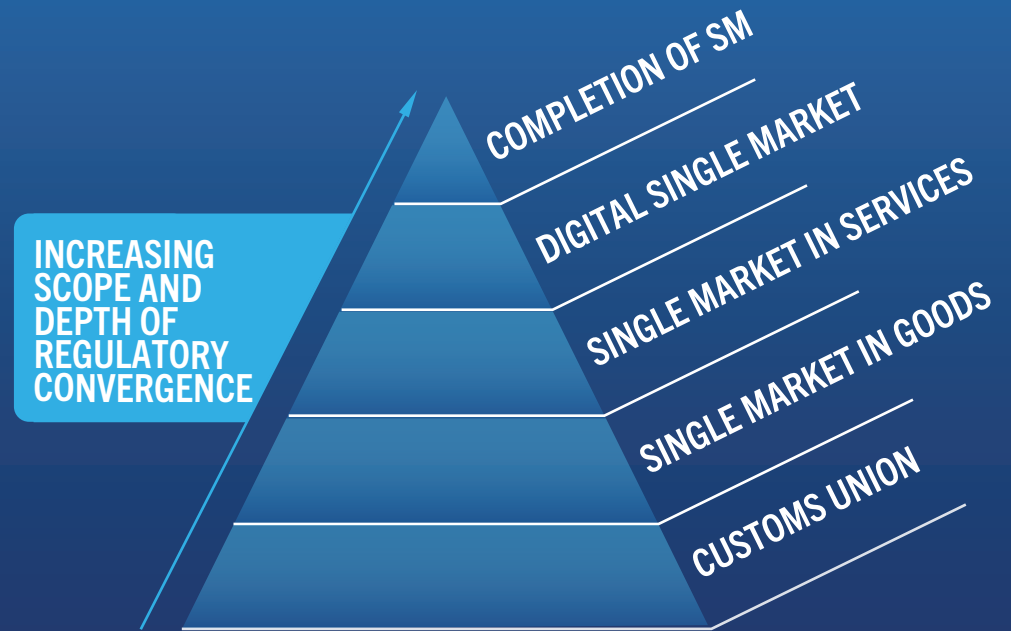 COMPLETION OF SM
DIGITAL SINGLE MARKET
SINGLE MARKET IN SERVICES
SINGLE MARKET IN GOODS
CUSTOMS UNION
INCREASING
SCOPE AND
DEPTH OF
REGULATORY
CONVERGENCE